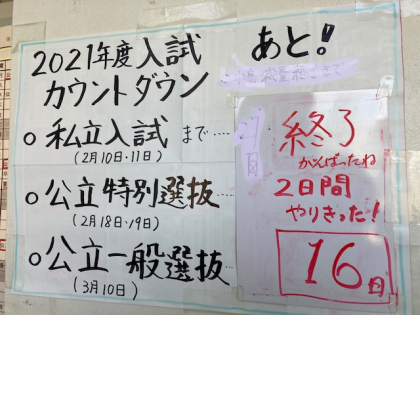 2021年度入試
カウントダウン
あと!
○ 私立入試 まで….
(2月10日・11日)
終了
がんばったね
○ 公立特別選抜…
(2月18日・19日)
2日間
やりきった!
○ 公立一般選抜…
(3月10日)
16日